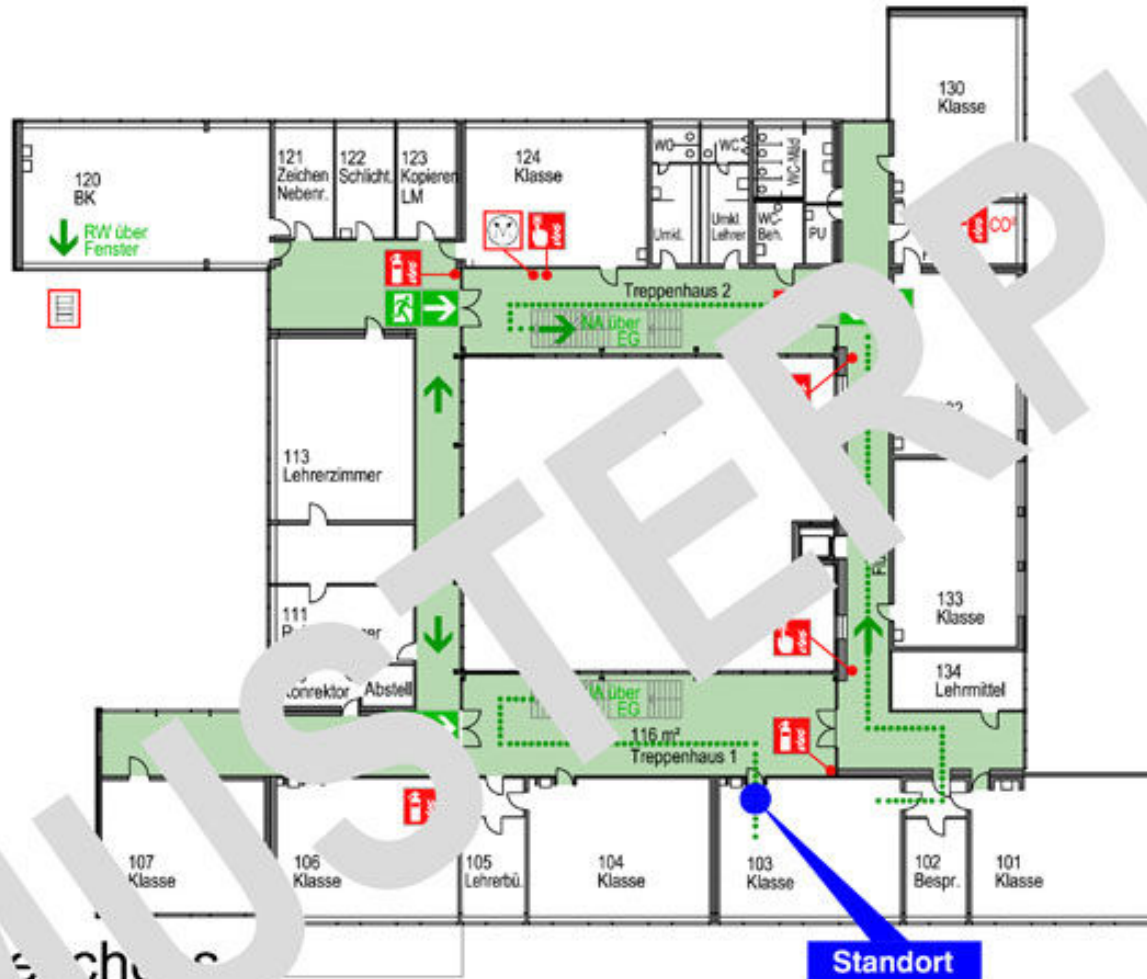 130
Klasse
120
BK
RW über
Fenster
121
Zeichen
Nebenr.
122
Schlicht.
123
Kopieren
LM
124
Klasse
WC
WC-Mäd
Umkl.
Umkl.
Lehrer
WC-
Beh.
PU
CO²
Treppenhaus 2
NA über
EG
113
Lehrerzimmer
111
133
Klasse
134
Lehrmittel
Konrektor
Abstell
über
EG
116 m²
Treppenhaus 1
107
Klasse
106
Klasse
105
Lehrerbü.
104
Klasse
103
Klasse
102
Bespr.
101
Klasse
Standort
MUSTERPL